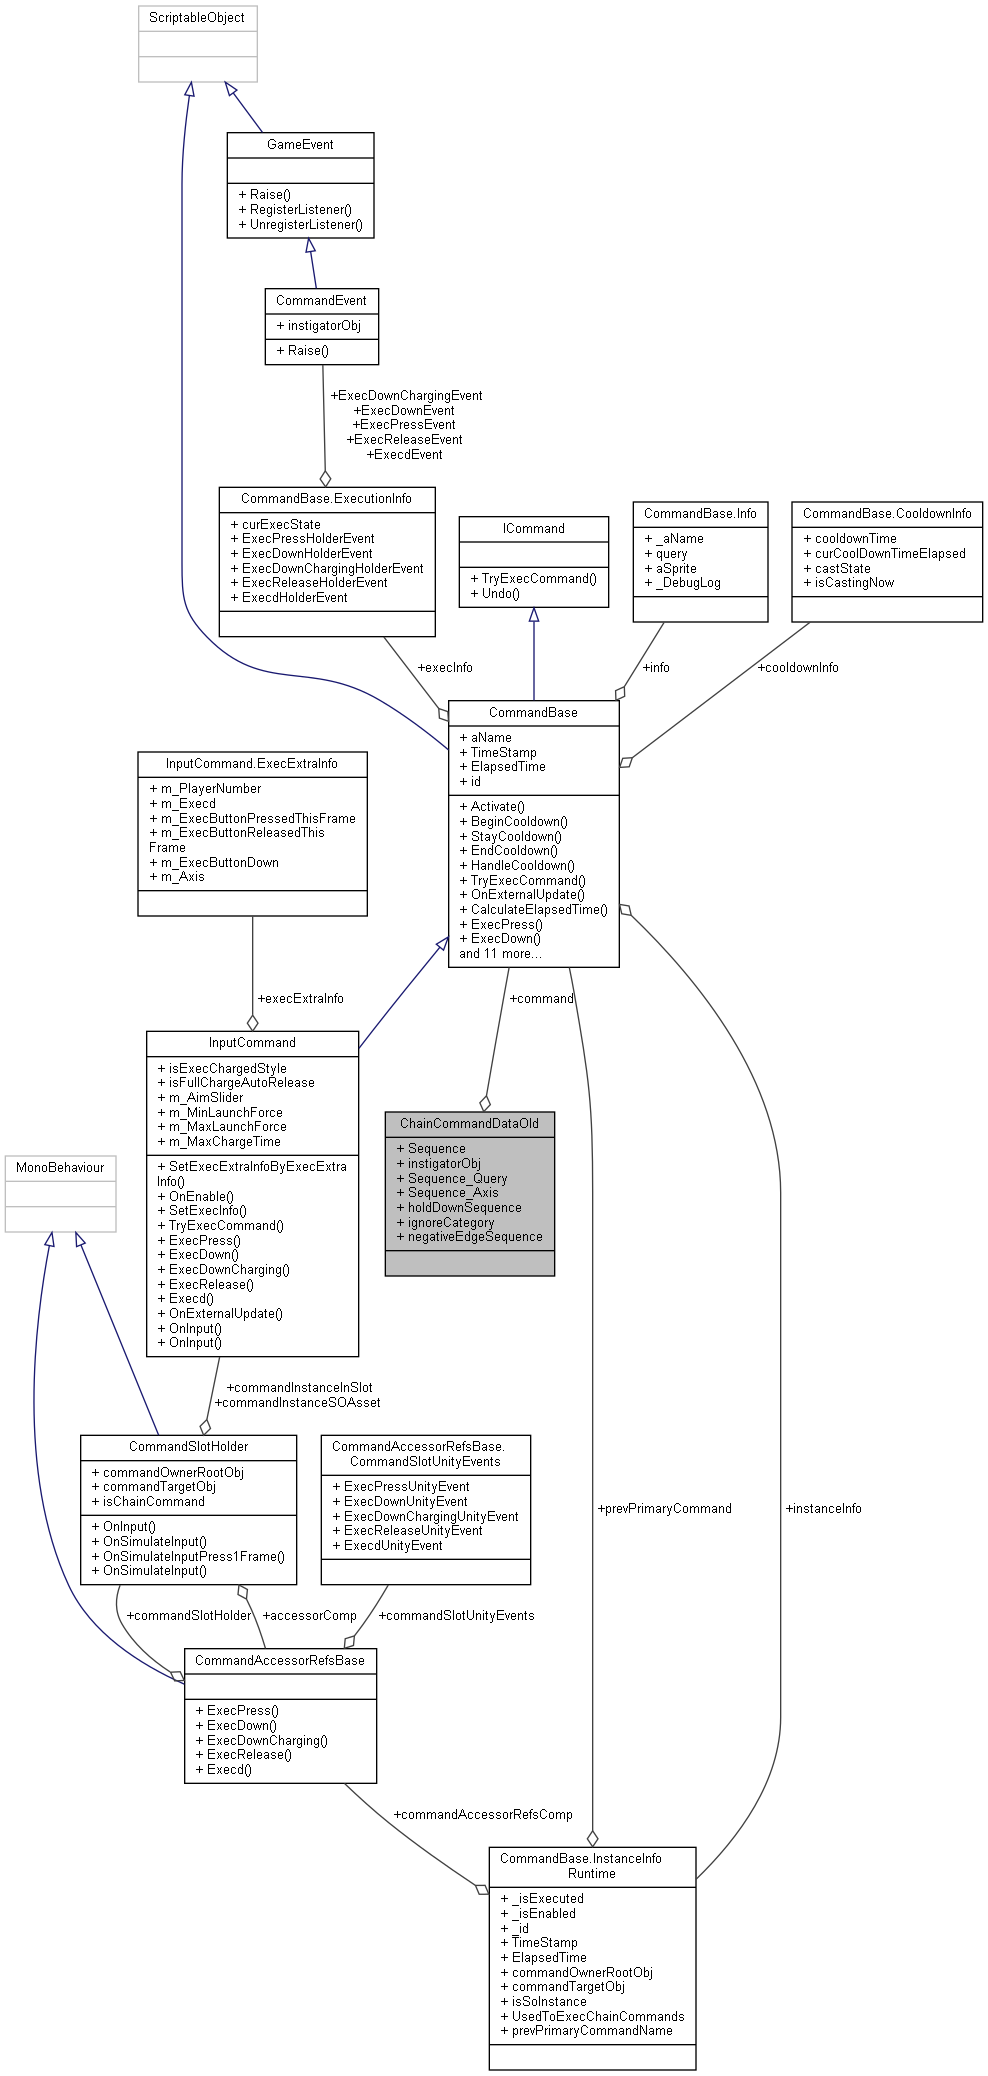 ScriptableObject
GameEvent
+ Raise()
+ RegisterListener()
+ UnregisterListener()
CommandEvent
+ instigatorObj
+ Raise()
+ExecDownChargingEvent
+ExecDownEvent
+ExecPressEvent
+ExecReleaseEvent
+ExecdEvent
CommandBase.ExecutionInfo
+ curExecState
+ ExecPressHolderEvent
+ ExecDownHolderEvent
+ ExecDownChargingHolderEvent
+ ExecReleaseHolderEvent
+ ExecdHolderEvent
ICommand
+ TryExecCommand()
+ Undo()
CommandBase.Info
+ _aName
+ query
+ aSprite
+ _DebugLog
CommandBase.CooldownInfo
+ cooldownTime
+ curCoolDownTimeElapsed
+ castState
+ isCastingNow
+execInfo
+info
+cooldownInfo
CommandBase
+ aName
+ TimeStamp
+ ElapsedTime
+ id
+ Activate()
+ BeginCooldown()
+ StayCooldown()
+ EndCooldown()
+ HandleCooldown()
+ TryExecCommand()
+ OnExternalUpdate()
+ CalculateElapsedTime()
+ ExecPress()
+ ExecDown()
and 11 more...
InputCommand.ExecExtraInfo
+ m_PlayerNumber
+ m_Execd
+ m_ExecButtonPressedThisFrame
+ m_ExecButtonReleasedThis
Frame
+ m_ExecButtonDown
+ m_Axis
+execExtraInfo
+command
InputCommand
+ isExecChargedStyle
+ isFullChargeAutoRelease
+ m_AimSlider
+ m_MinLaunchForce
+ m_MaxLaunchForce
+ m_MaxChargeTime
+ SetExecExtraInfoByExecExtra
Info()
+ OnEnable()
+ SetExecInfo()
+ TryExecCommand()
+ ExecPress()
+ ExecDown()
+ ExecDownCharging()
+ ExecRelease()
+ Execd()
+ OnExternalUpdate()
+ OnInput()
+ OnInput()
ChainCommandDataOld
+ Sequence
+ instigatorObj
+ Sequence_Query
+ Sequence_Axis
+ holdDownSequence
+ ignoreCategory
+ negativeEdgeSequence
MonoBehaviour
+commandInstanceInSlot
+commandInstanceSOAsset
CommandSlotHolder
+ commandOwnerRootObj
+ commandTargetObj
+ isChainCommand
+ OnInput()
+ OnSimulateInput()
+ OnSimulateInputPress1Frame()
+ OnSimulateInput()
CommandAccessorRefsBase.
CommandSlotUnityEvents
+ ExecPressUnityEvent
+ ExecDownUnityEvent
+ ExecDownChargingUnityEvent
+ ExecReleaseUnityEvent
+ ExecdUnityEvent
+prevPrimaryCommand
+instanceInfo
+commandSlotHolder
+accessorComp
+commandSlotUnityEvents
CommandAccessorRefsBase
+ ExecPress()
+ ExecDown()
+ ExecDownCharging()
+ ExecRelease()
+ Execd()
+commandAccessorRefsComp
CommandBase.InstanceInfo
Runtime
+ _isExecuted
+ _isEnabled
+ _id
+ TimeStamp
+ ElapsedTime
+ commandOwnerRootObj
+ commandTargetObj
+ isSoInstance
+ UsedToExecChainCommands
+ prevPrimaryCommandName